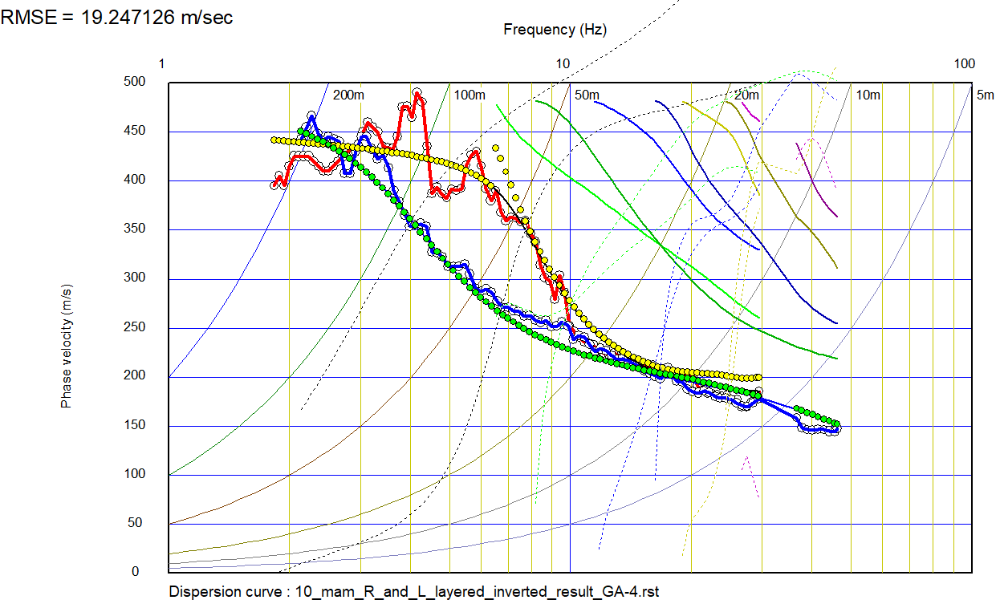 RMSE = 19.247126 m/sec
Frequency (Hz)
1 10 100
500 200m 100m 50m 20m 10m 5m
450
400
350
300
250
200
150
100
50
0
Phase velocity (m/s)
Dispersion curve : 10_mam_R_and_L_layered_inverted_result_GA-4.rst